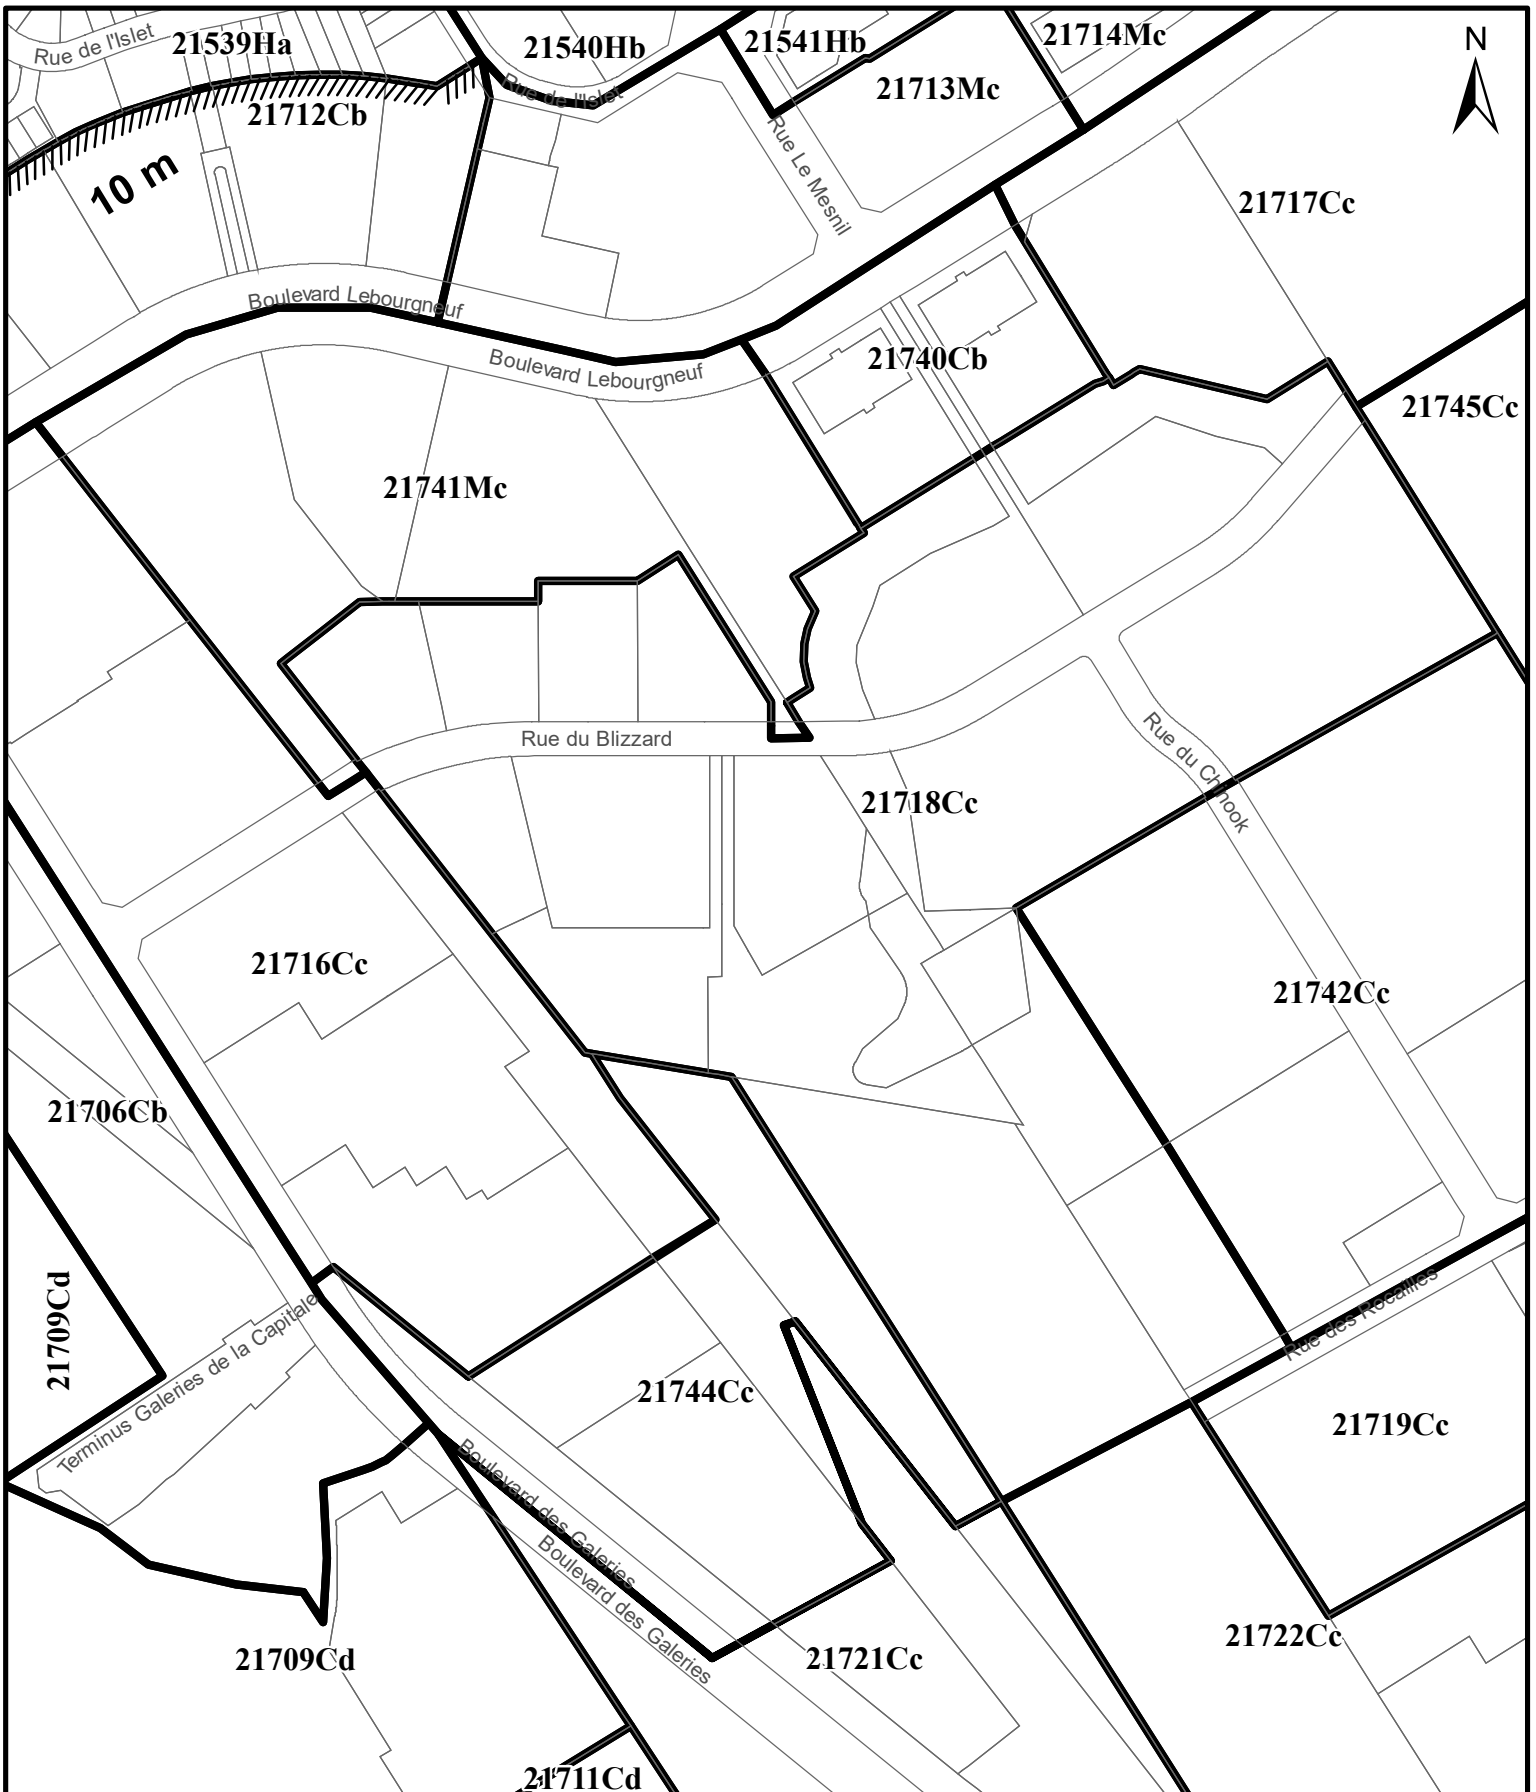 Rue de l'Islet
21539Ha
21540Hb
21541Hb
21714Mc
N
21712Cb
Rue de l'Islet
21713Mc
10 m
Rue Le Mesnil
21717Cc
Boulevard Lebourgneuf
Boulevard Lebourgneuf
21740Cb
21745Cc
21741Mc
Rue du Blizzard
Rue du Chinook
21718Cc
21716Cc
21742Cc
21706Cb
21709Cd
Terminus Galeries de la Capitale
Rue des Rocailles
21744Cc
21719Cc
Boulevard des Galeries
Boulevard des Galeries
21722Cc
21709Cd
21721Cc
21711Cd